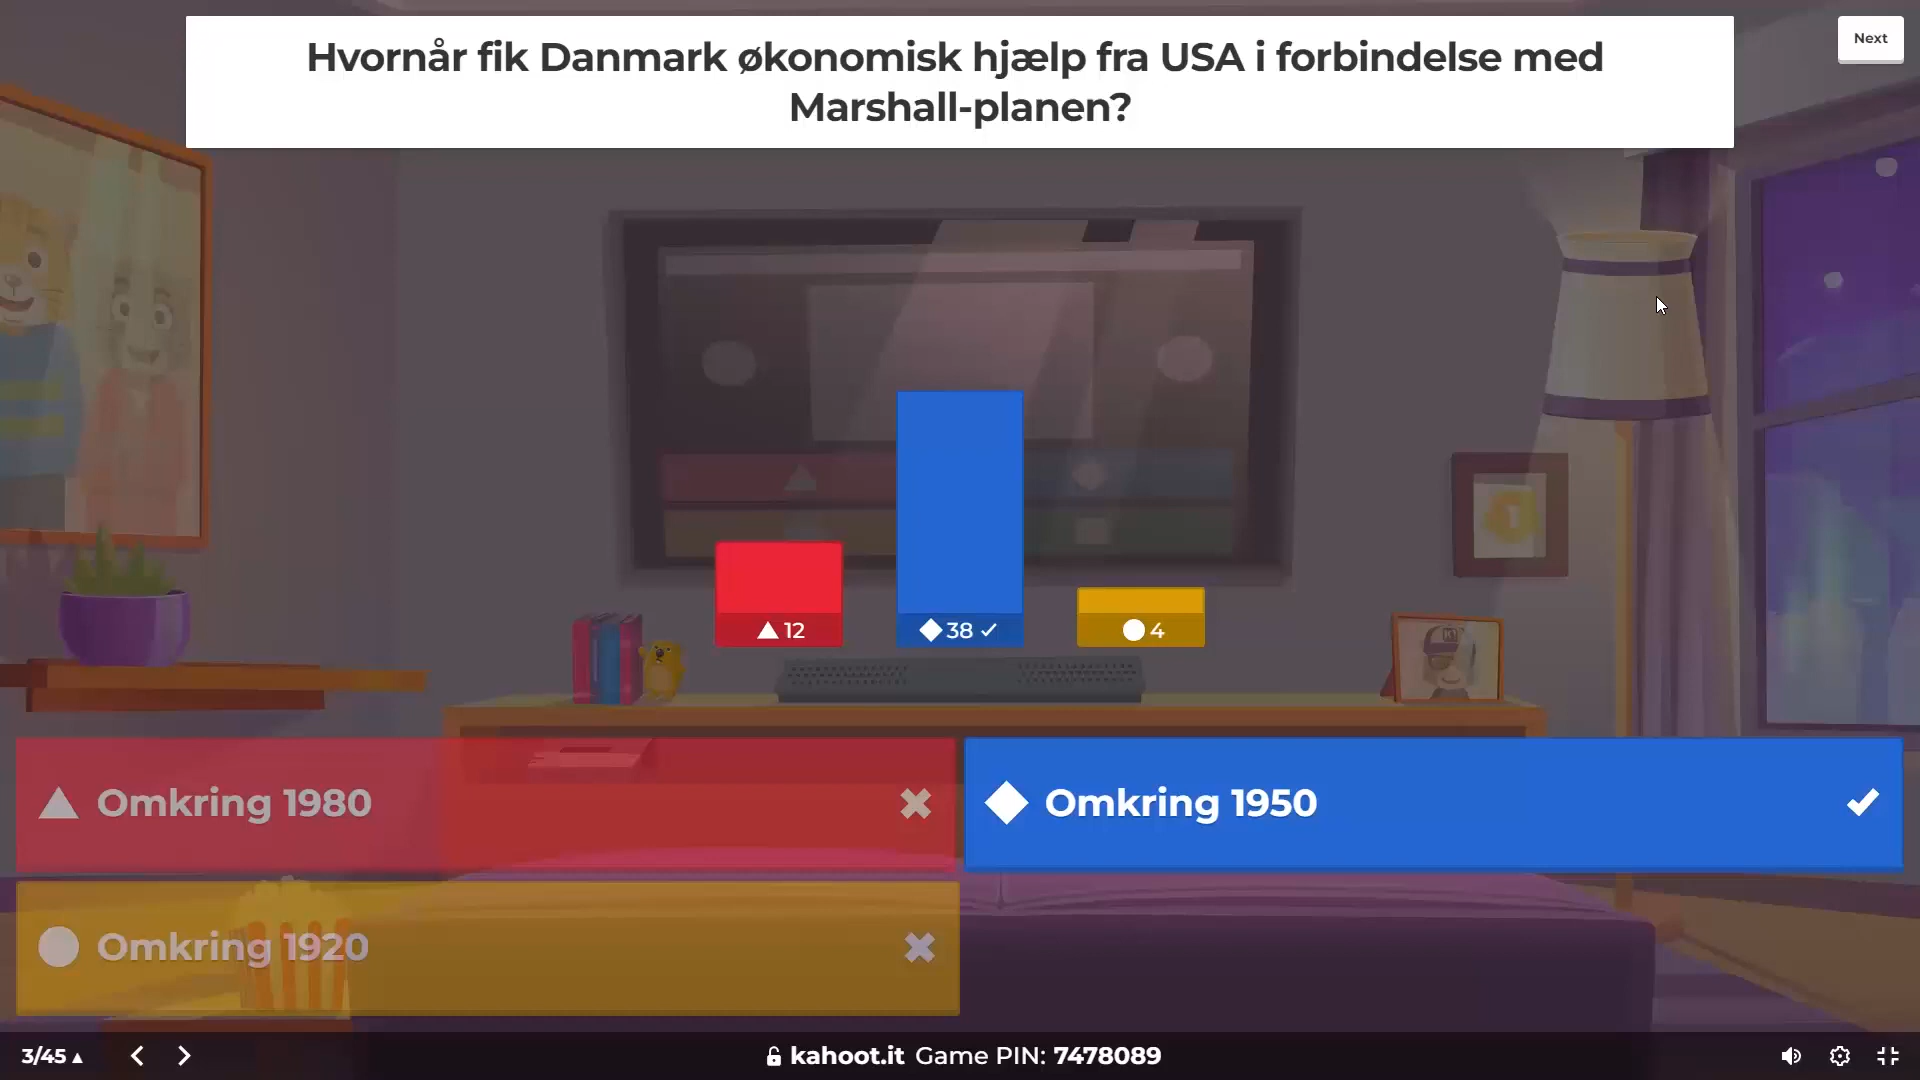 Hvornår fik Danmark økonomisk hjælp fra USA i forbindelse med
Marshall-planen?
Next
12
38
4
Omkring 1980
Omkring 1950
Omkring 1920
3/45
kahoot.it Game PIN: 7478089